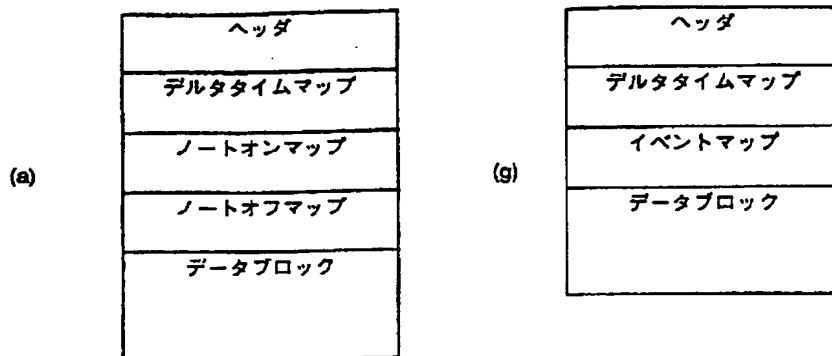 (a)
ヘッダ
デルタタイムマップ
ノートオンマップ
ノートオフマップ
データブロック
(g)
ヘッダ
デルタタイムマップ
イベントマップ
データブロック